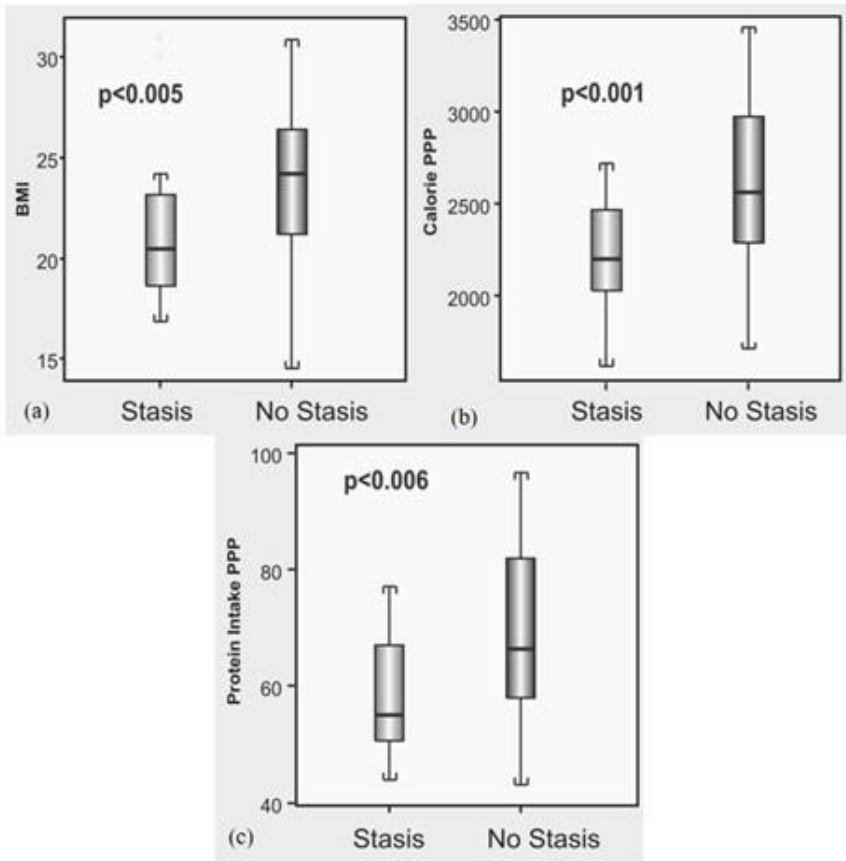 30
25
20
15
BMI
p<0.005
Stasis No Stasis
(a)
3500
3000
2500
2000
Calorie PPP
p<0.001
Stasis No Stasis
(b)
100
80
60
40
Protein Intake PPP
p<0.006
Stasis No Stasis
(c)